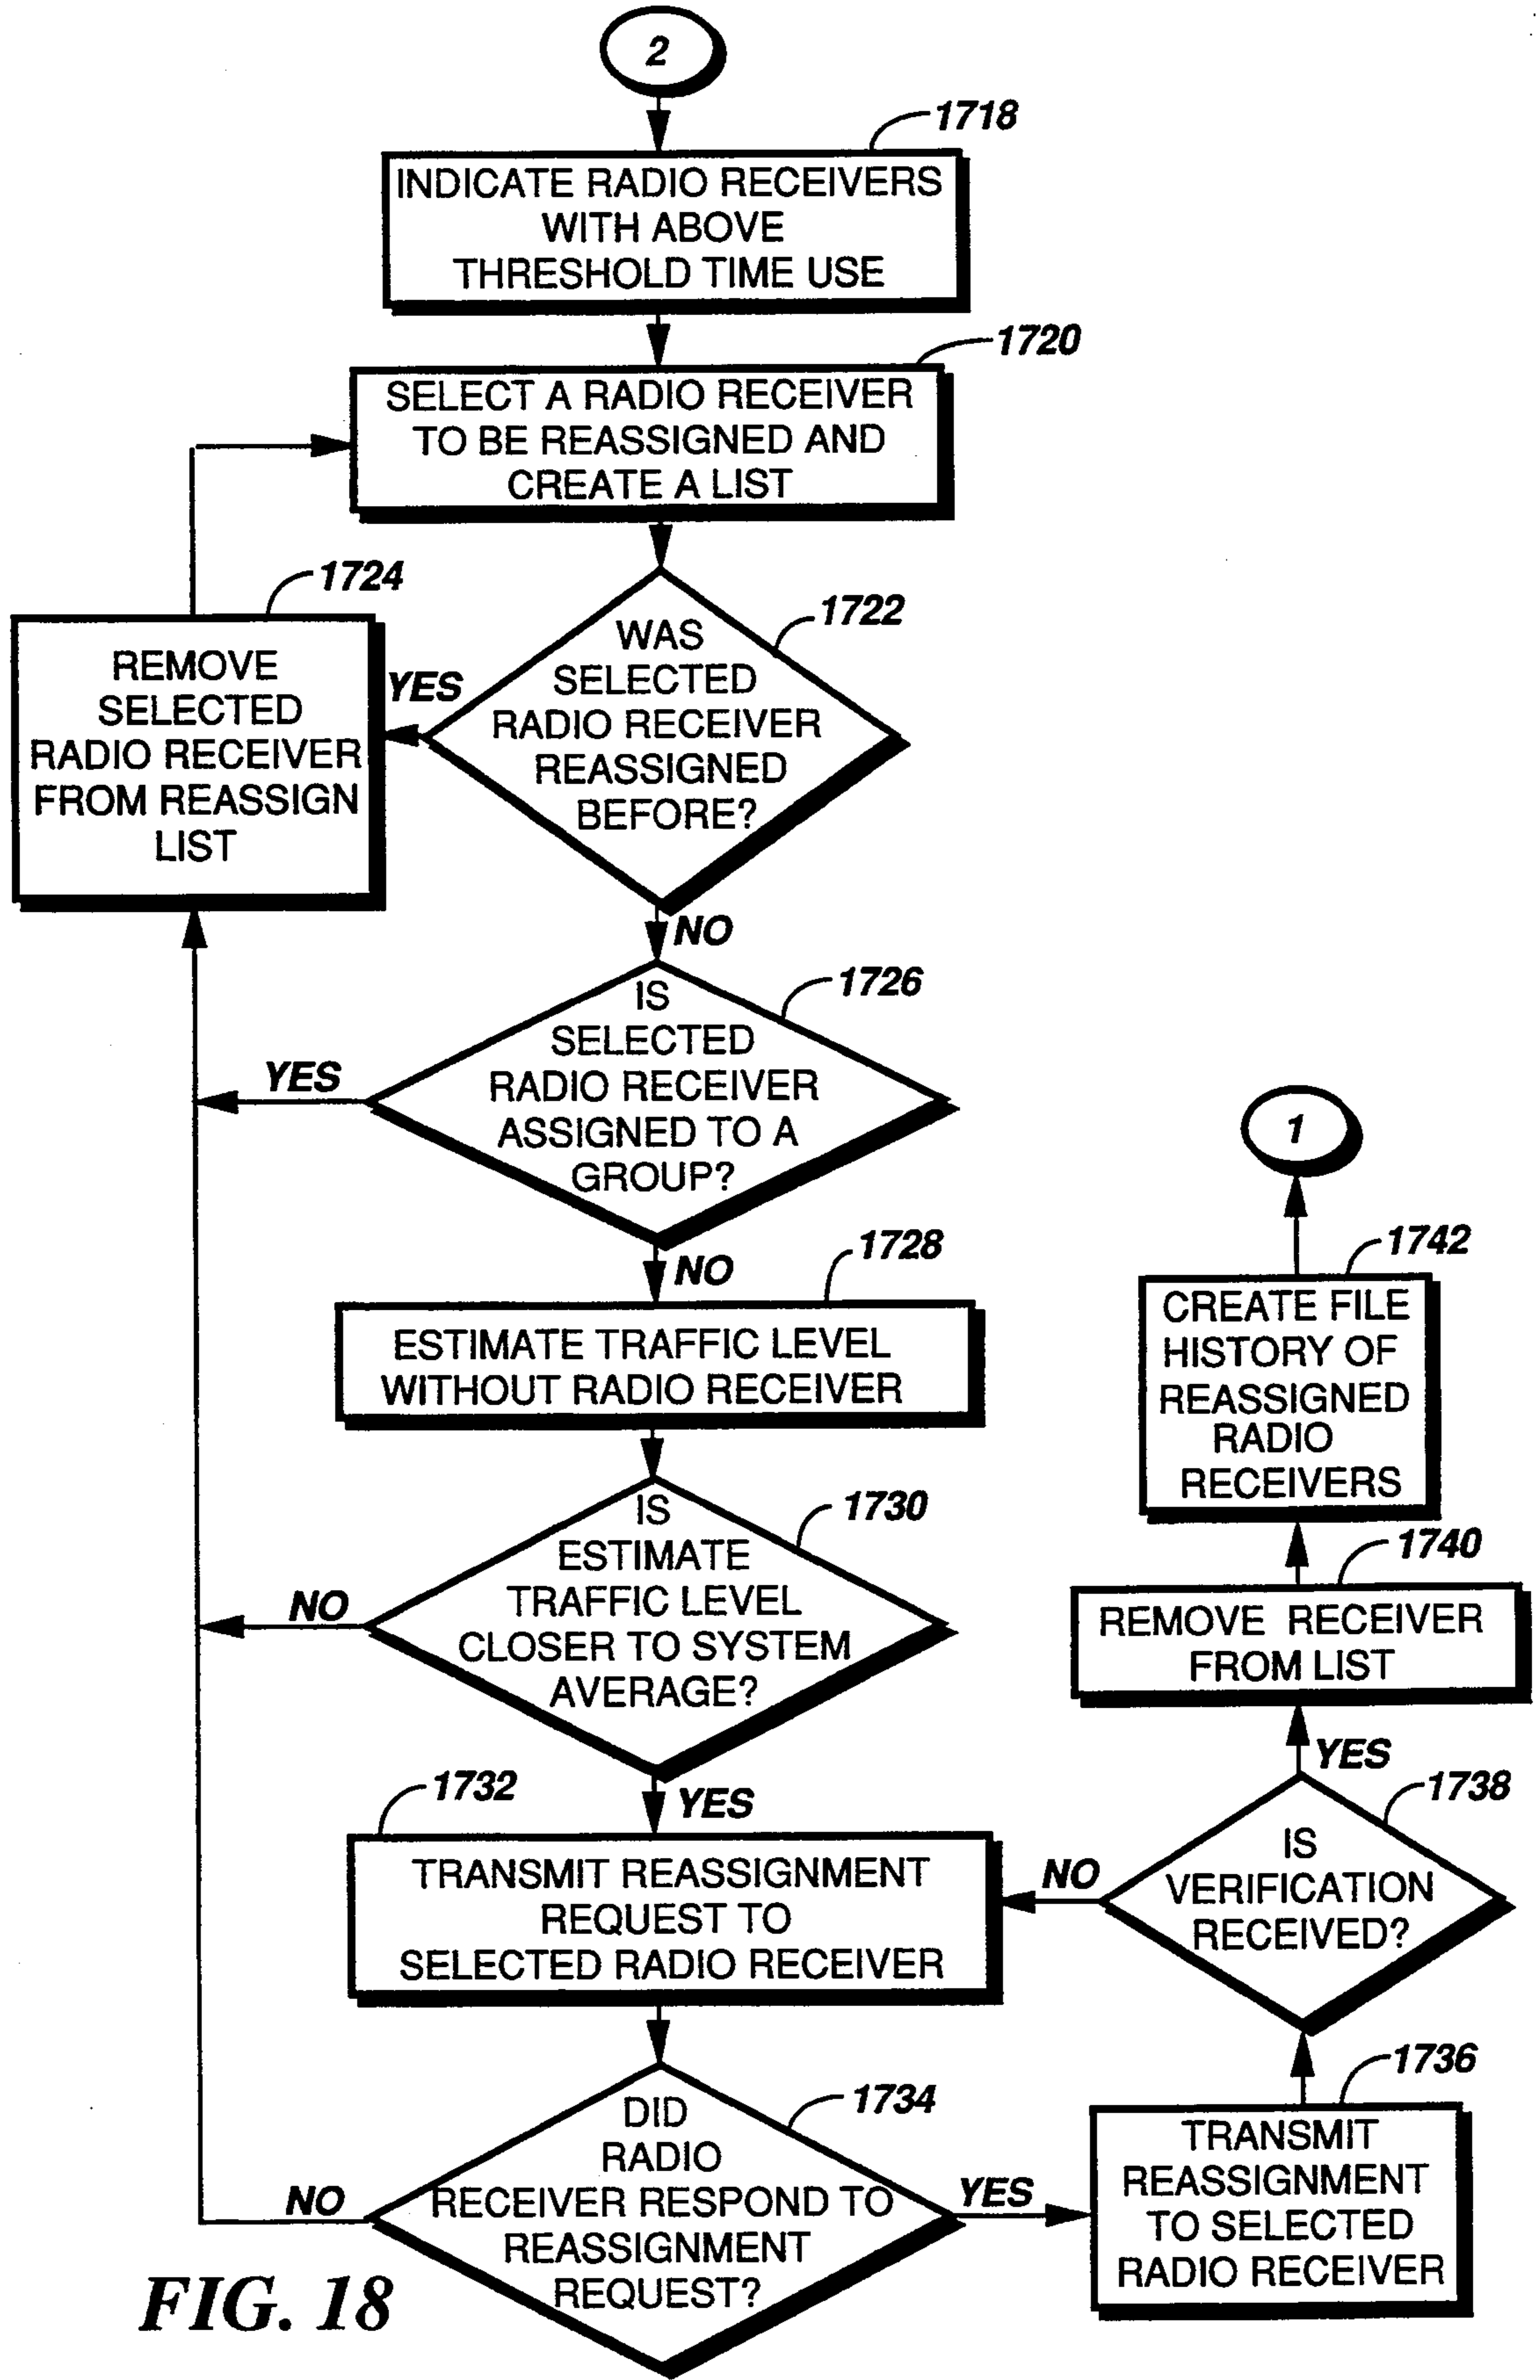 2
1718
INDICATE RADIO RECEIVERS
WITH ABOVE
THRESHOLD TIME USE
1720
SELECT A RADIO RECEIVER
TO BE REASSIGNED AND
CREATE A LIST
1724
REMOVE
SELECTED
RADIO RECEIVER
FROM REASSIGN
LIST
YES
1722
WAS
SELECTED
RADIO RECEIVER
REASSIGNED
BEFORE?
NO
1726
IS
SELECTED
RADIO RECEIVER
ASSIGNED TO A
GROUP?
YES
NO
1728
ESTIMATE TRAFFIC LEVEL
WITHOUT RADIO RECEIVER
1730
IS
ESTIMATE
TRAFFIC LEVEL
CLOSER TO SYSTEM
AVERAGE?
NO
YES
1732
TRANSMIT REASSIGNMENT
REQUEST TO
SELECTED RADIO RECEIVER
1734
DID
RADIO
RECEIVER RESPOND TO
REASSIGNMENT
REQUEST?
NO
YES
1736
TRANSMIT
REASSIGNMENT
TO SELECTED
RADIO RECEIVER
1738
IS
VERIFICATION
RECEIVED?
NO
YES
1740
REMOVE RECEIVER
FROM LIST
1742
CREATE FILE
HISTORY OF
REASSIGNED
RADIO
RECEIVERS
1
FIG. 18